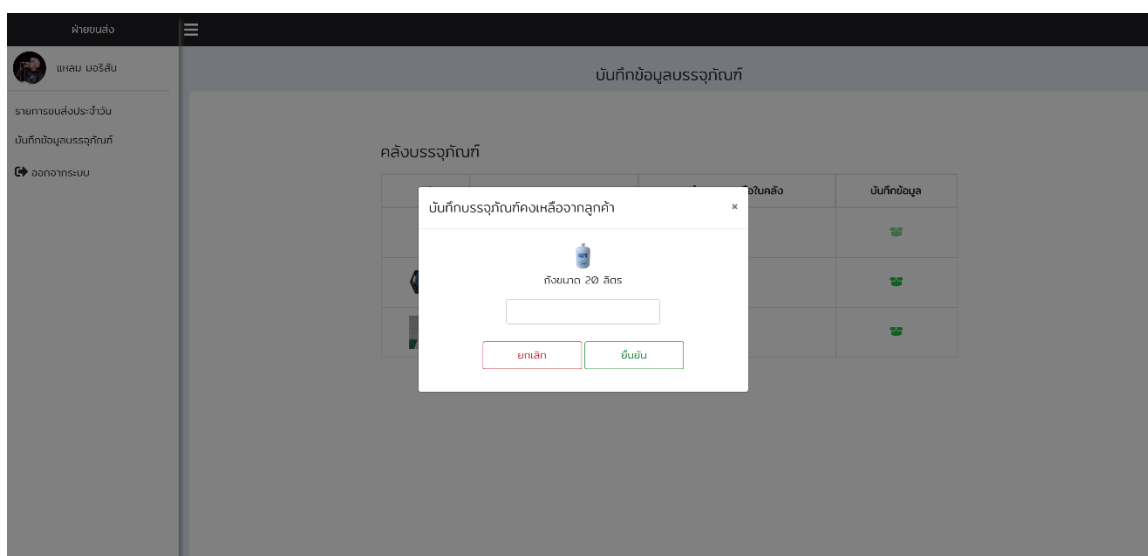 ฝ่ายขนส่ง
แหลม มอริสัน
บันทึกข้อมูลบรรจุภัณฑ์
รายการขนส่งประจำวัน
บันทึกข้อมูลบรรจุภัณฑ์
ออกจากระบบ
คลังบรรจุภัณฑ์
ในคลัง
บันทึกข้อมูล
บันทึกบรรจุภัณฑ์คงเหลือจากลูกค้า
×
ถังขนาด 20 ลิตร
ยกเลิก
ยืนยัน